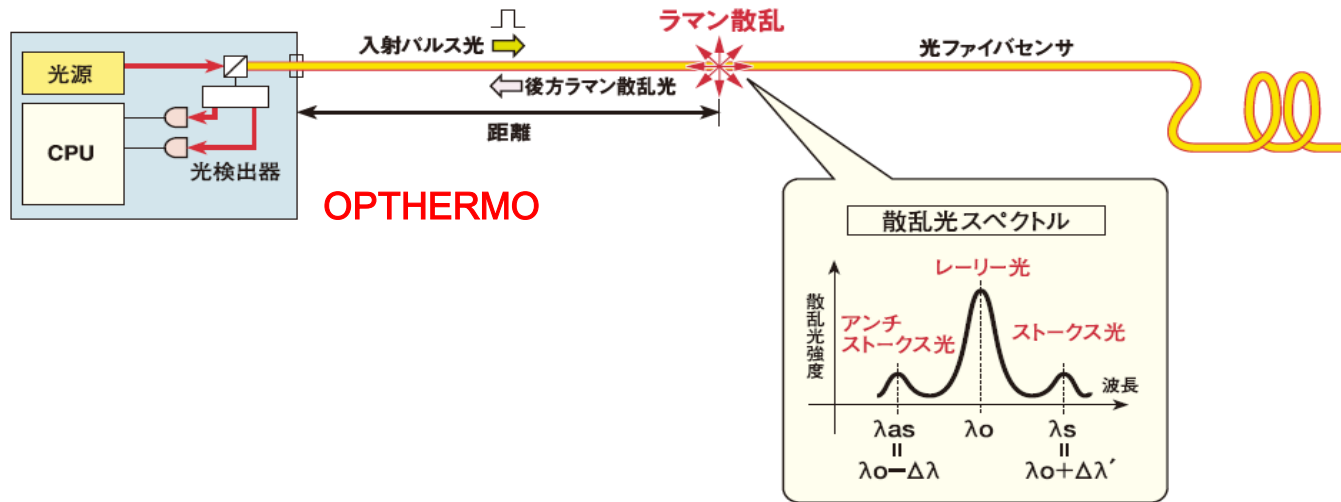 ラマン散乱
入射パルス光
光ファイバセンサ
光源
後方ラマン散乱光
距離
CPU
光検出器
OPTHERMO
散乱光スペクトル
レーリー光
散乱光強度
アンチ
ストークス光
ストークス光
波長
λas
λo
λs
=
=
λo−Δλ
λo+Δλ′